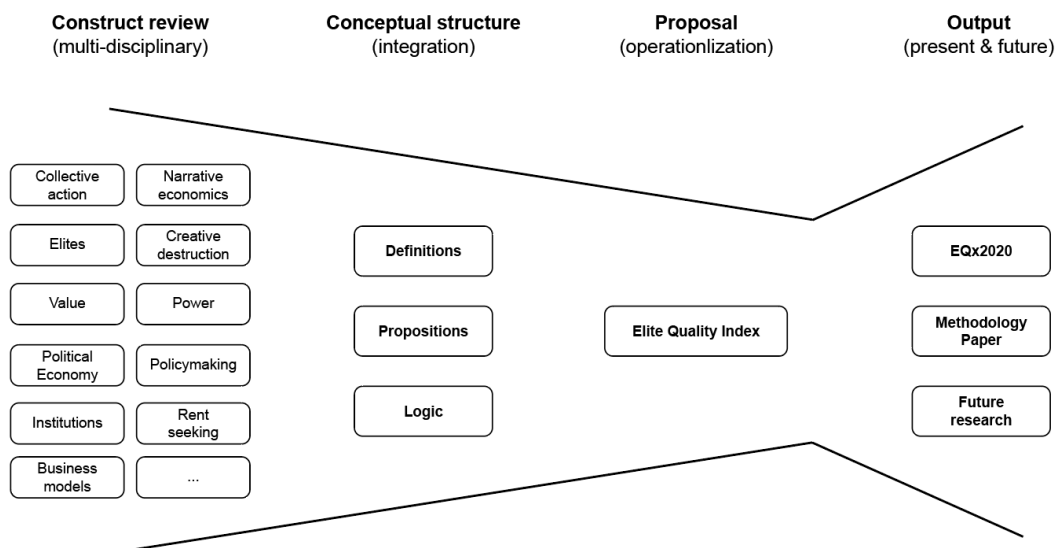 Construct review
(multi-disciplinary)
Conceptual structure
(integration)
Proposal
(operationlization)
Output
(present & future)
Collective
action
Narrative
economics
Elites
Creative
destruction
Value
Power
Political
Economy
Policymaking
Institutions
Rent
seeking
Business
models
...
Definitions
Propositions
Logic
Elite Quality Index
EQx2020
Methodology
Paper
Future
research